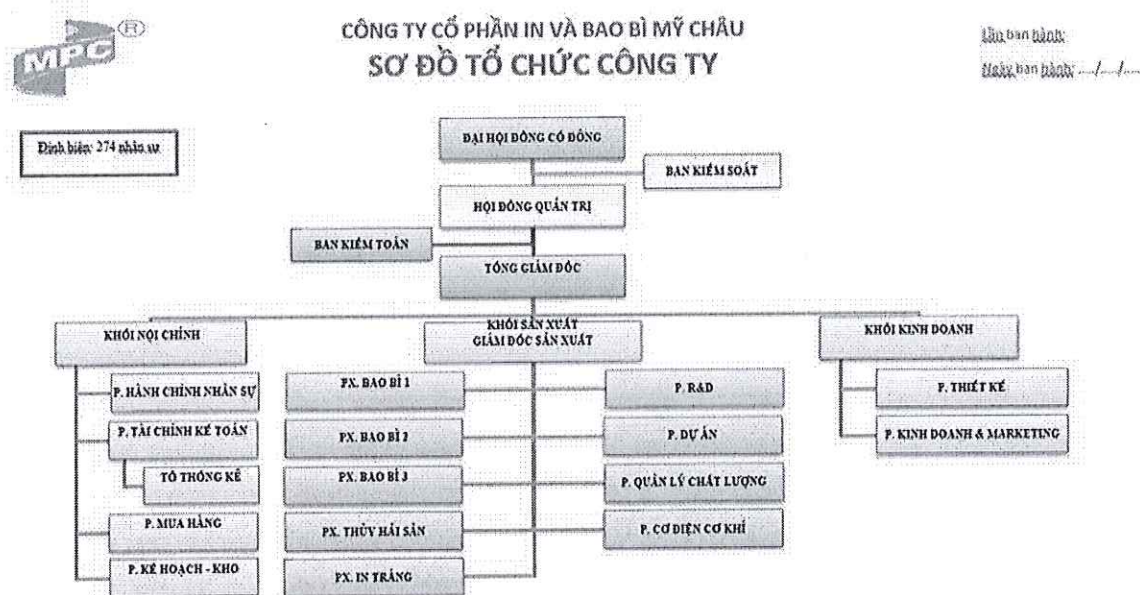 MPC ®
CÔNG TY CỔ PHẦN IN VÀ BAO BÌ MỸ CHÂU
SƠ ĐỒ TỔ CHỨC CÔNG TY
Lần ban hành:
Ngày ban hành: ..../..../....
Định biên: 274 nhân sự
ĐẠI HỘI ĐỒNG CỔ ĐÔNG
BAN KIỂM SOÁT
HỘI ĐỒNG QUẢN TRỊ
BAN KIỂM TOÁN
TỔNG GIÁM ĐỐC
KHỐI NỘI CHÍNH
KHỐI SẢN XUẤT
GIÁM ĐỐC SẢN XUẤT
KHỐI KINH DOANH
P. HÀNH CHÍNH NHÂN SỰ
P. TÀI CHÍNH KẾ TOÁN
TỔ THỐNG KÊ
P. MUA HÀNG
P. KẾ HOẠCH - KHO
PX. BAO BÌ 1
PX. BAO BÌ 2
PX. BAO BÌ 3
PX. THỦY HẢI SẢN
PX. IN TRÁNG
P. R&D
P. DỰ ÁN
P. QUẢN LÝ CHẤT LƯỢNG
P. CƠ ĐIỆN CƠ KHÍ
P. THIẾT KẾ
P. KINH DOANH & MARKETING